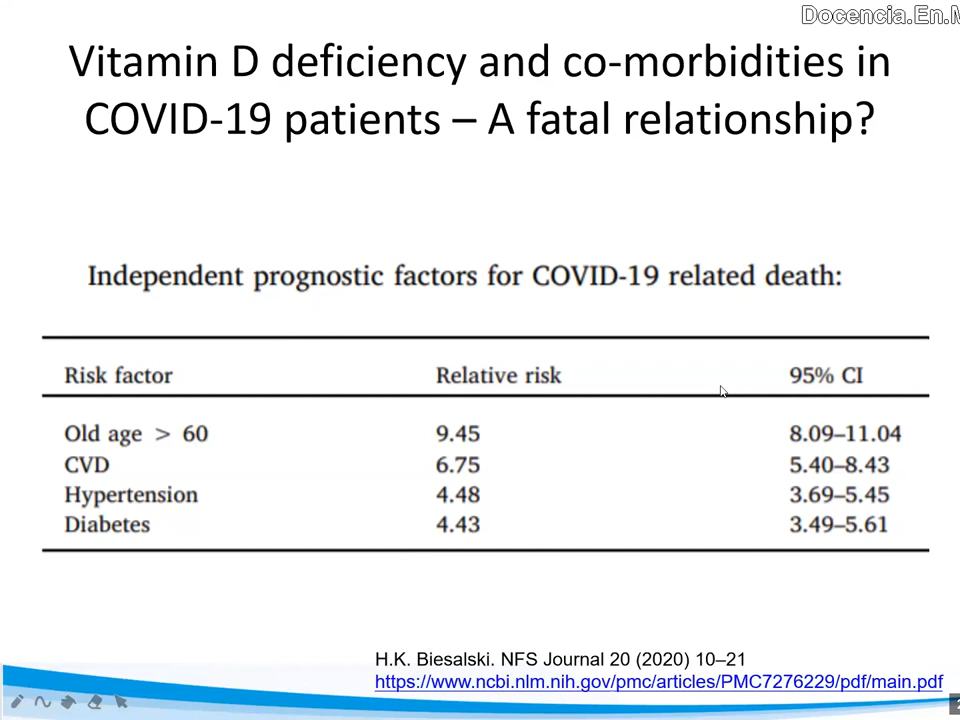 Docencia.En.M
Vitamin D deficiency and co-morbidities in
COVID-19 patients – A fatal relationship?
Independent prognostic factors for COVID-19 related death:
Risk factor Relative risk 95% CI
Old age > 60 9.45 8.09–11.04
CVD 6.75 5.40–8.43
Hypertension 4.48 3.69–5.45
Diabetes 4.43 3.49–5.61
H.K. Biesalski. NFS Journal 20 (2020) 10–21
https://www.ncbi.nlm.nih.gov/pmc/articles/PMC7276229/pdf/main.pdf